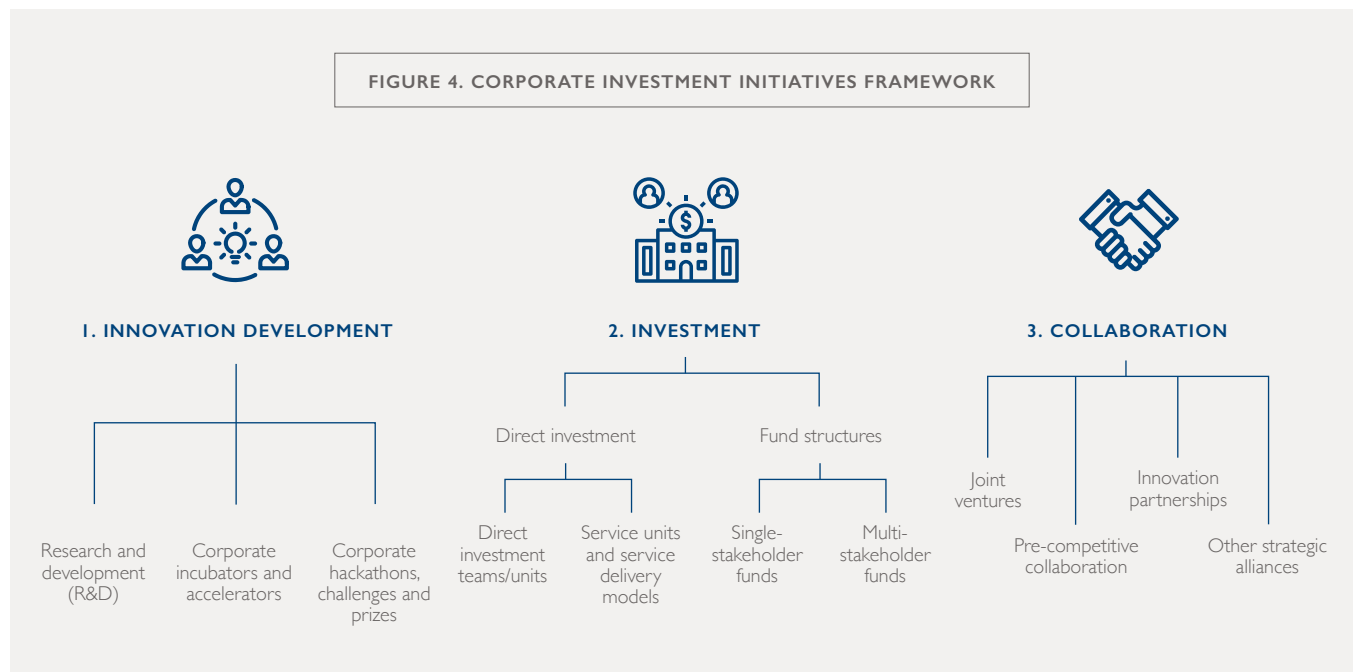 FIGURE 4. CORPORATE INVESTMENT INITIATIVES FRAMEWORK
$
1. INNOVATION DEVELOPMENT
Research and
development
(R&D)
Corporate
incubators and
accelerators
Corporate
hackathons,
challenges and
prizes
2. INVESTMENT
Direct investment
Direct
investment
teams/units
Service units
and service
delivery
models
Fund structures
Single-
stakeholder
funds
Multi-
stakeholder
funds
3. COLLABORATION
Joint
ventures
Pre-competitive
collaboration
Innovation
partnerships
Other strategic
alliances